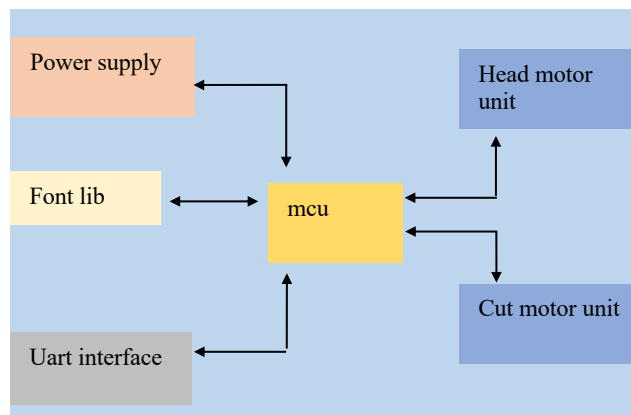 Power supply
Head motor
unit
Font lib
mcu
Uart interface
Cut motor unit